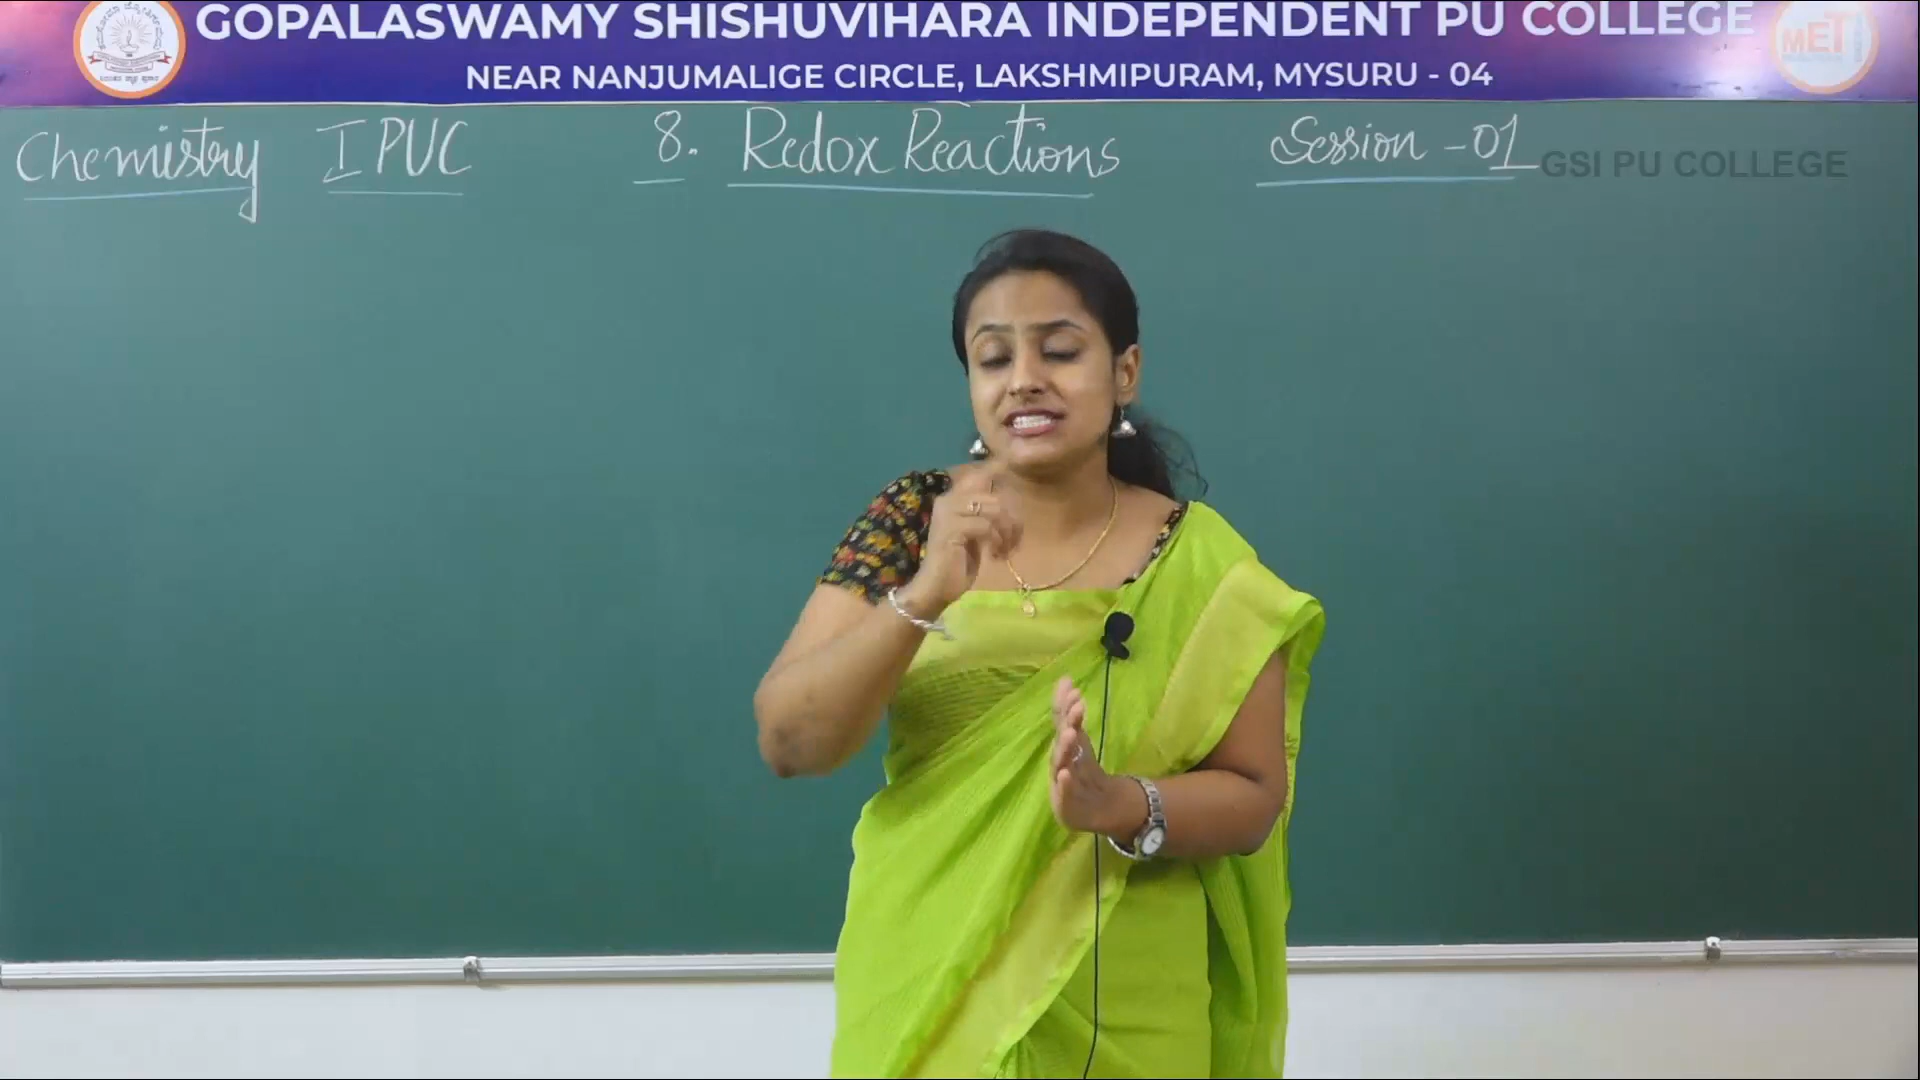 GOPALASWAMY SHISHUVIHARA INDEPENDENT PU COLLEGE
NEAR NANJUMALIGE CIRCLE, LAKSHMIPURAM, MYSURU - 04
MET
Chemistry I PUC 8. Redox Reactions Session - 01
GSI PU COLLEGE